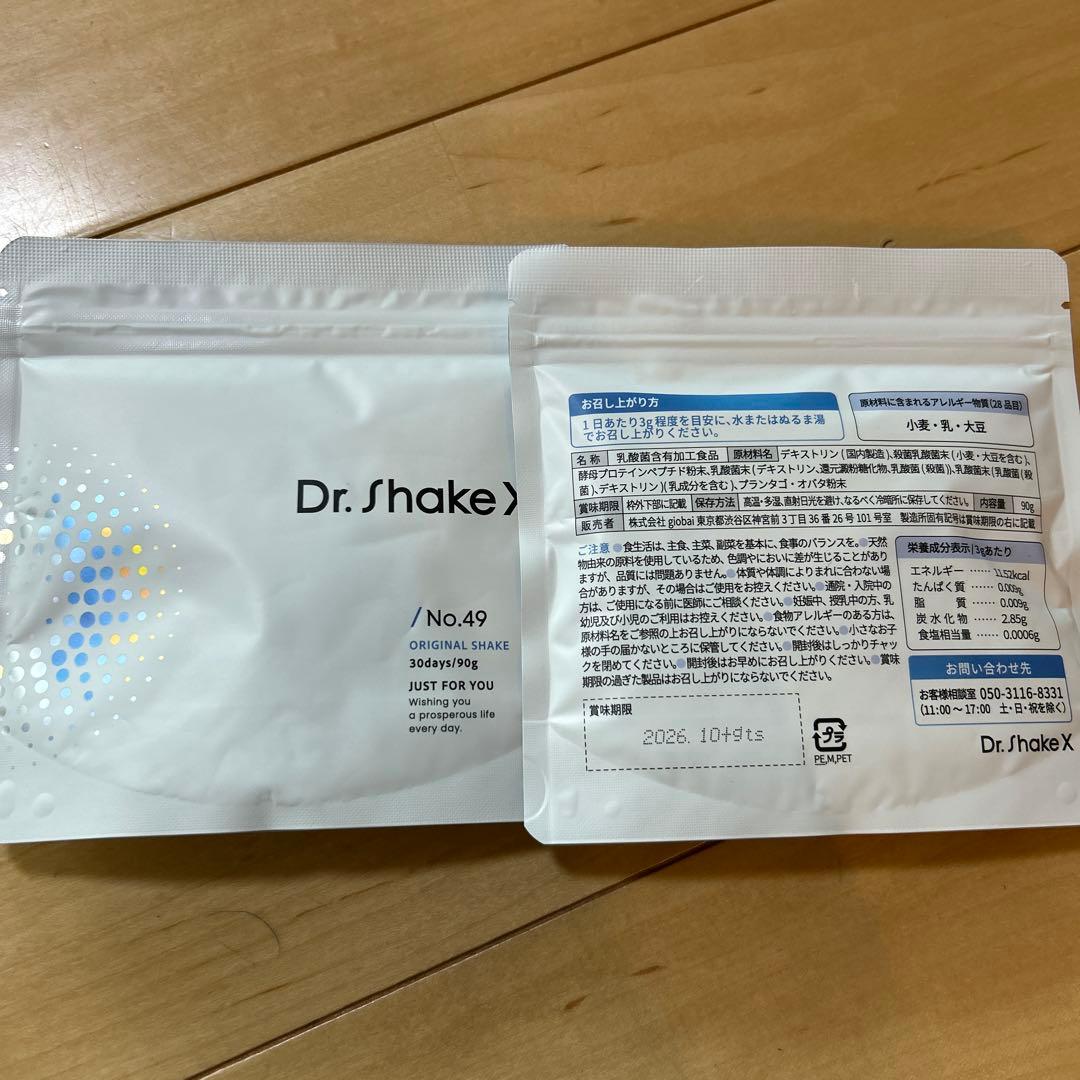 Dr. Shake X
/No.49
ORIGINAL SHAKE
30days/90g
JUST FOR YOU
Wishing you
a prosperous life
every day.
お召し上がり方
1日あたり3g程度を目安に、水またはぬるま湯
でお召し上がりください。
原材料に含まれるアレルギー物質(28品目)
小麦・乳・大豆
名称 乳酸菌含有加工食品 原材料名 デキストリン(国内製造)、殺菌乳酸菌末(小麦・大豆を含む)、
酵母プロテインペプチド粉末、乳酸菌末(デキストリン、還元澱粉糖化物、乳酸菌(殺菌))、乳酸菌末(乳酸菌(殺
菌)、デキストリン)(乳成分を含む)、プランタゴ・オバタ粉末
賞味期限 枠外下部に記載 保存方法 高温・多湿、直射日光を避け、なるべく冷暗所に保存してください。 内容量 90g
販売者 株式会社 giobai 東京都渋谷区神宮前3丁目36番26号101号室 製造所固有記号は賞味期限の右に記載
ご注意 ●食生活は、主食、主菜、副菜を基本に、食事のバランスを。●天然
物由来の原料を使用しているため、色調やにおいに差が生じることがあり
ますが、品質には問題ありません。●体質や体調によりまれに合わない場
合がありますが、その場合はご使用をお控えください。●通院・入院中の
方は、ご使用になる前に医師にご相談ください。●妊娠中、授乳中の方、乳
幼児及び小児のご利用はお控えください。●食物アレルギーのある方は、
原材料名をご参照の上お召し上がりにならないでください。●小さなお子
様の手の届かないところに保管してください。●開封後はしっかりチャッ
クを閉めてください。●開封後はお早めにお召し上がりください。●賞味
期限の過ぎた製品はお召し上がりにならないでください。
栄養成分表示/3gあたり
エネルギー ‥‥‥ 11.52kcal
たんぱく質 ‥‥‥ 0.009g
脂質 ‥‥‥ 0.009g
炭水化物 ‥‥‥ 2.85g
食塩相当量 ‥‥‥ 0.0006g
お問い合わせ先
お客様相談室 050-3116-8331
(11:00～17:00 土・日・祝を除く)
賞味期限
2026. 10+gts
プラ
PE,M,PET
Dr. Shake X